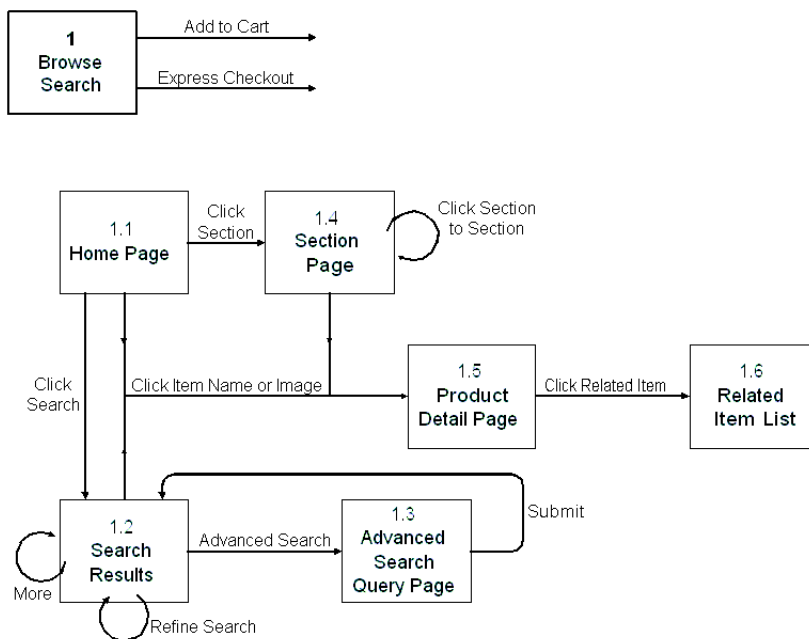 1
Browse
Search
Add to Cart
Express Checkout
1.1
Home Page
Click
Section
1.4
Section
Page
Click Section
to Section
Click
Search
Click Item Name or Image
1.5
Product
Detail Page
Click Related Item
1.6
Related
Item List
1.2
Search
Results
Advanced Search
1.3
Advanced
Search
Query Page
Submit
More
Refine Search